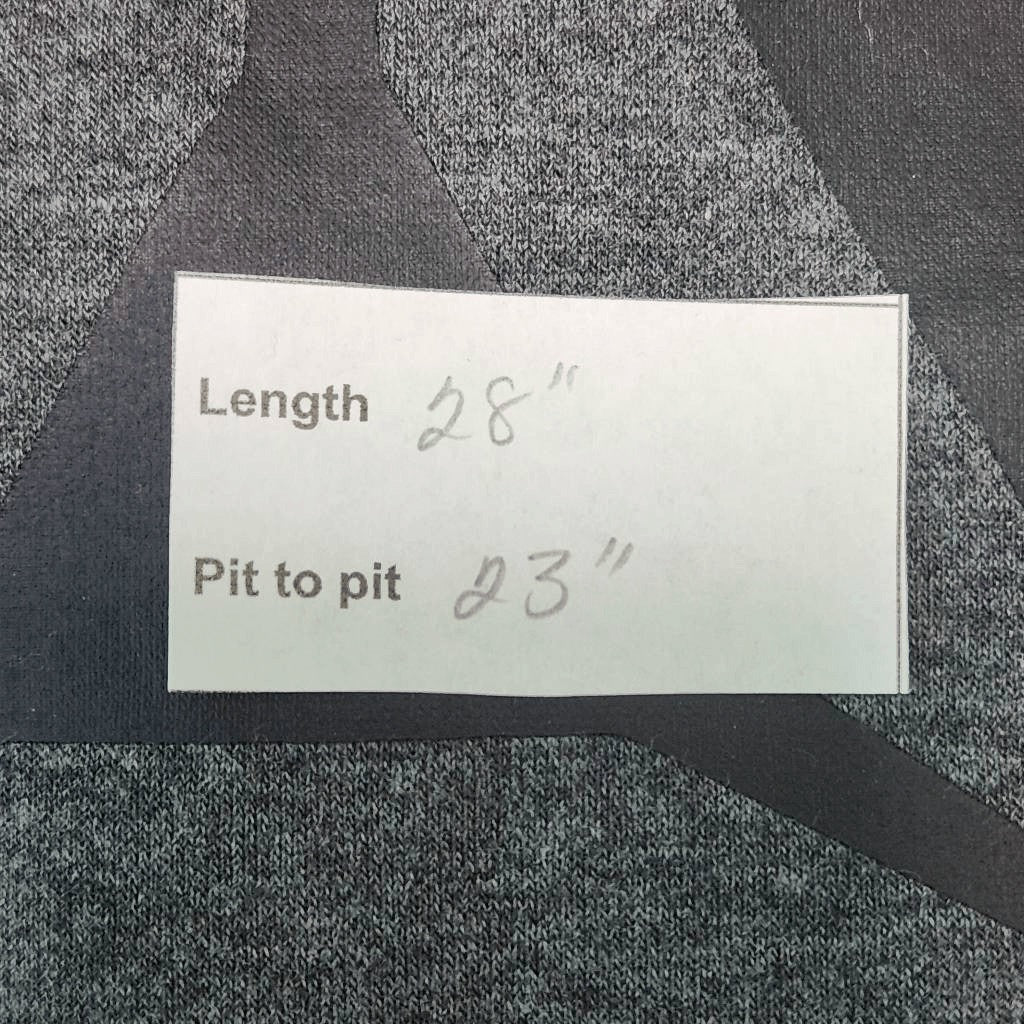 Length 28"
Pit to pit 23"